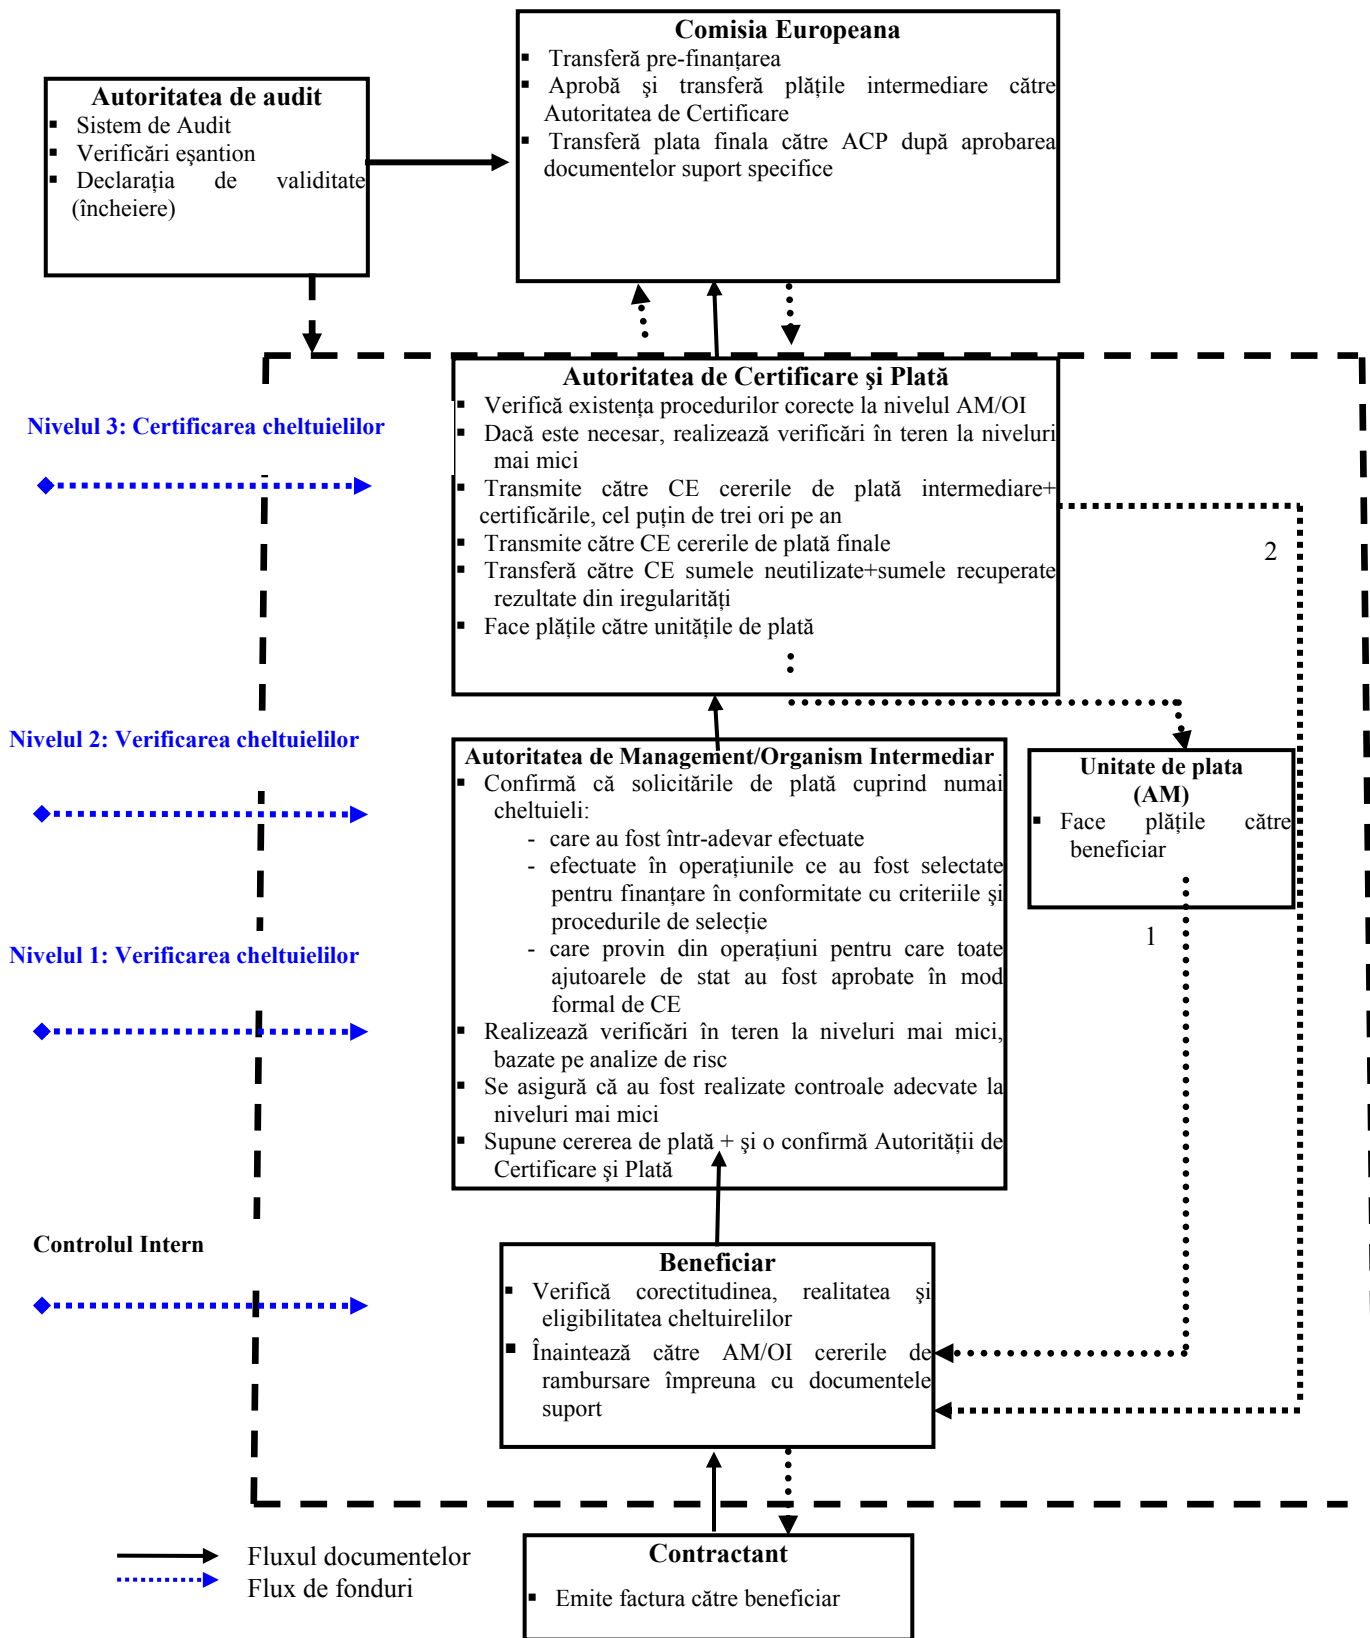 Comisia Europeana
▪ Transferă pre-finanțarea
▪ Aprobă și transferă plățile intermediare către
Autoritatea de Certificare
▪ Transferă plata finala către ACP după aprobarea
documentelor suport specifice
Autoritatea de audit
▪ Sistem de Audit
▪ Verificări eşantion
▪ Declarația de validitate
(încheiere)
Autoritatea de Certificare şi Plată
▪ Verifică existența procedurilor corecte la nivelul AM/OI
▪ Dacă este necesar, realizează verificări în teren la niveluri
mai mici
▪ Transmite către CE cererile de plată intermediare+
certificările, cel puțin de trei ori pe an
▪ Transmite către CE cererile de plată finale
▪ Transferă către CE sumele neutilizate+sumele recuperate
rezultate din iregularități
▪ Face plățile către unitățile de plată
Nivelul 3: Certificarea cheltuielilor
2
Nivelul 2: Verificarea cheltuielilor
Autoritatea de Management/Organism Intermediar
▪ Confirmă că solicitările de plată cuprind numai
cheltuieli:
- care au fost într-adevar efectuate
- efectuate în operațiunile ce au fost selectate
pentru finanțare în conformitate cu criteriile şi
procedurile de selecție
- care provin din operațiuni pentru care toate
ajutoarele de stat au fost aprobate în mod
formal de CE
▪ Realizează verificări în teren la niveluri mai mici,
bazate pe analize de risc
▪ Se asigură că au fost realizate controale adecvate la
niveluri mai mici
▪ Supune cererea de plată + şi o confirmă Autorității de
Certificare şi Plată
Unitate de plata
(AM)
▪ Face plățile către
beneficiar
1
Nivelul 1: Verificarea cheltuielilor
Controlul Intern
Beneficiar
▪ Verifică corectitudinea, realitatea şi
eligibilitatea cheltuirelilor
▪ Înaintează către AM/OI cererile de
rambursare împreuna cu documentele
suport
Contractant
▪ Emite factura către beneficiar
Fluxul documentelor
Flux de fonduri